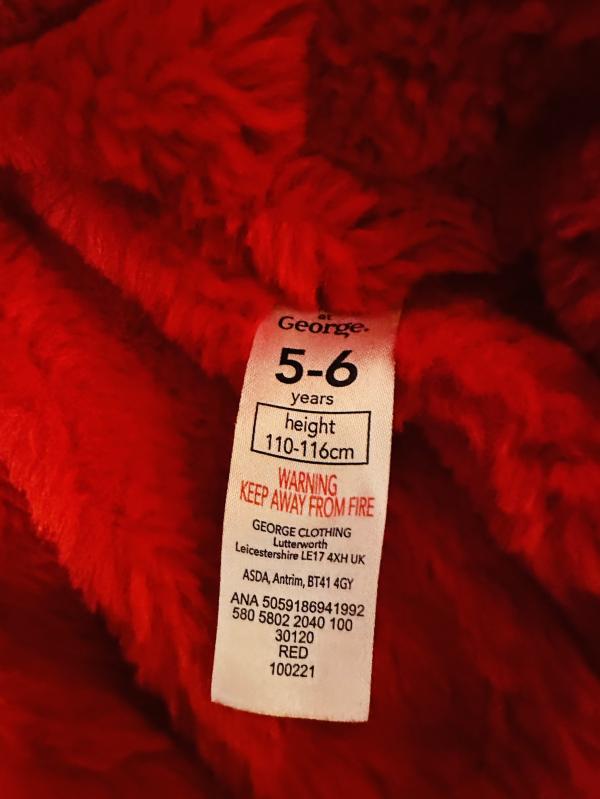 at
George.
5-6
years
height
110-116cm
WARNING
KEEP AWAY FROM FIRE
GEORGE CLOTHING
Lutterworth
Leicestershire LE17 4XH UK
ASDA, Antrim, BT41 4GY
ANA 5059186941992
580 5802 2040 100
30120
RED
100221